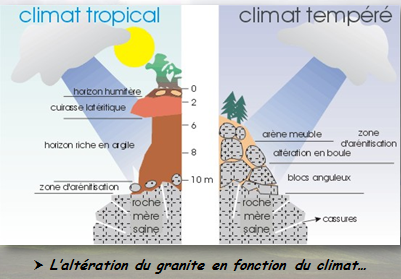 climat tropical
horizon humifère
cuirasse latéritique
horizon riche en argile
zone d'arénitisation
0
2
6
8
10 m
roche
mère
saine
climat tempéré
arène meuble
altération en boule
blocs anguleux
zone
d'arénitisation
roche
mère
saine
cassures
➤ L'altération du granite en fonction du climat...